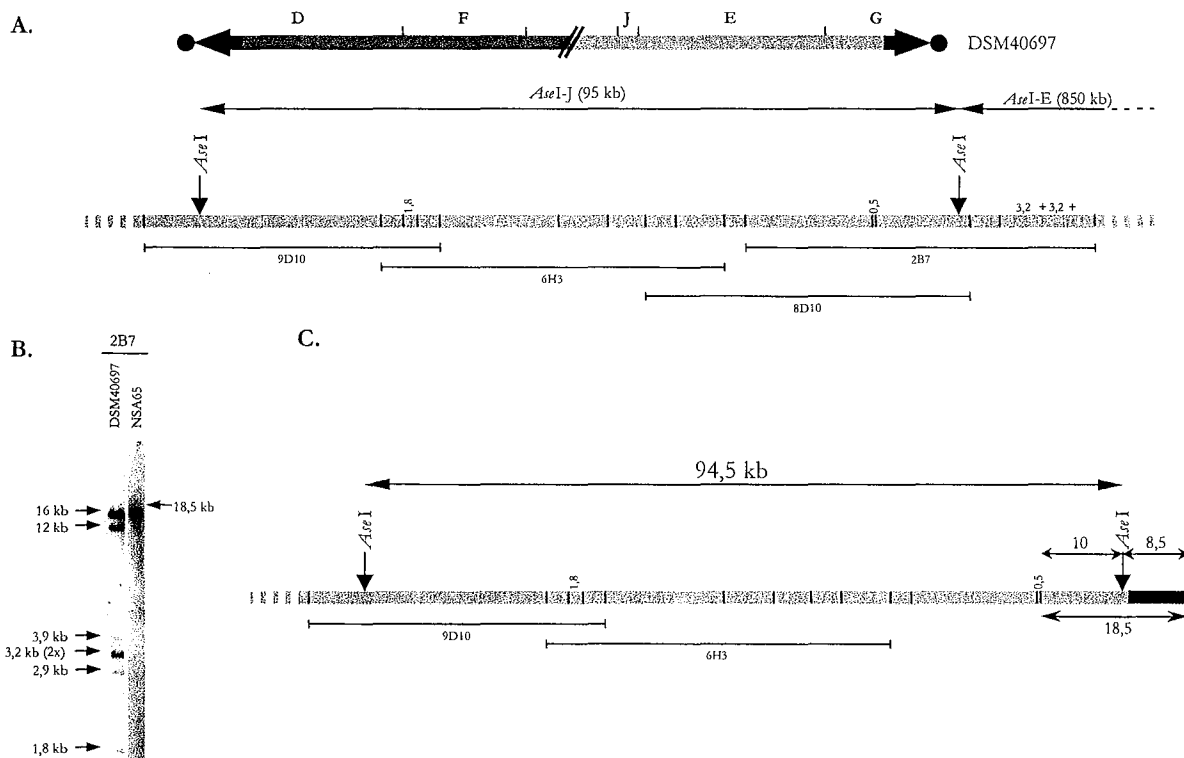 A.
D F J E G
DSM40697
AseI-J (95 kb)
AseI-E (850 kb)
AseI
AseI
1,8
0,5
3,2 + 3,2 +
9D10
2B7
6H3
8D10
B.
2B7
DSM40697
NSA65
16 kb
18,5 kb
12 kb
3,9 kb
3,2 kb (2x)
2,9 kb
1,8 kb
C.
94,5 kb
AseI
AseI
10
8,5
1,8
0,5
18,5
9D10
6H3